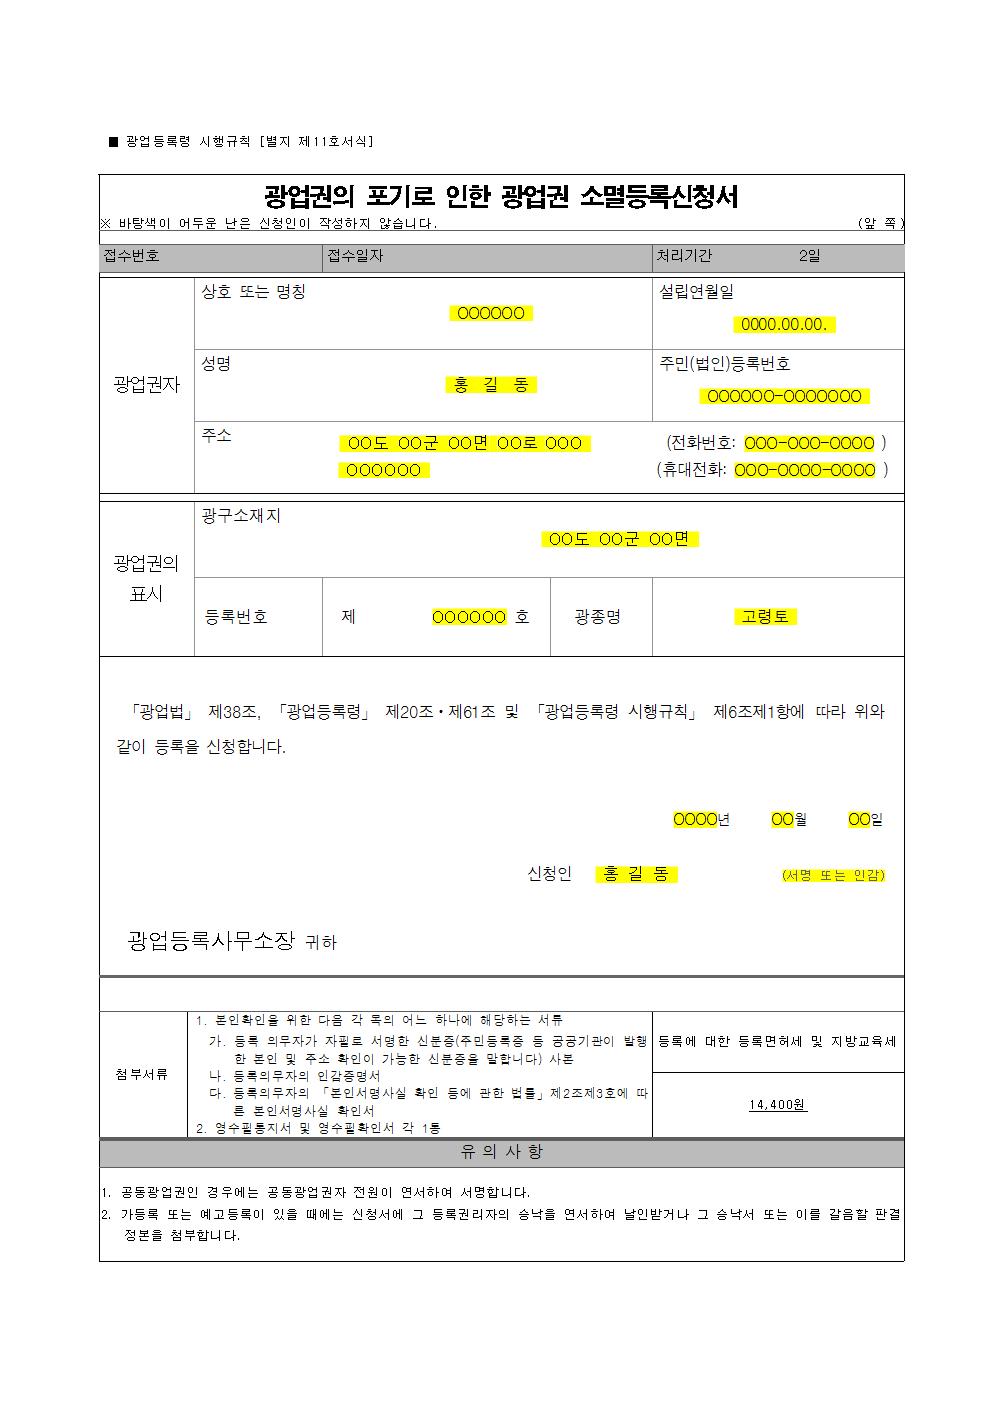 ■ 광업등록령 시행규칙 [별지 제11호서식]
광업권의 포기로 인한 광업권 소멸등록신청서
※ 바탕색이 어두운 난은 신청인이 작성하지 않습니다. (앞 쪽)
접수번호 접수일자 처리기간 2일
광업권자
상호 또는 명칭 설립연월일
OOOOOO
0000.00.00.
성명 주민(법인)등록번호
홍 길 동
OOOOOO-OOOOOOO
주소
OO도 OO군 OO면 OO로 OOO (전화번호: OOO-OOO-OOOO )
OOOOOO (휴대전화: OOO-OOOO-OOOO )
광업권의
표시
광구소재지
OO도 OO군 OO면
등록번호 제 OOOOOO 호 광종명 고령토
「광업법」 제38조, 「광업등록령」 제20조·제61조 및 「광업등록령 시행규칙」 제6조제1항에 따라 위와
같이 등록을 신청합니다.
OOOO년 OO월 OO일
신청인 홍 길 동 (서명 또는 인감)
광업등록사무소장 귀하
첨부서류
1. 본인확인을 위한 다음 각 목의 어느 하나에 해당하는 서류
가. 등록 의무자가 자필로 서명한 신분증(주민등록증 등 공공기관이 발행
한 본인 및 주소 확인이 가능한 신분증을 말합니다) 사본
나. 등록의무자의 인감증명서
다. 등록의무자의 「본인서명사실 확인 등에 관한 법률」제2조제3호에 따
른 본인서명사실 확인서
2. 영수필통지서 및 영수필확인서 각 1통
등록에 대한 등록면허세 및 지방교육세
14,400원
유 의 사 항
1. 공동광업권인 경우에는 공동광업권자 전원이 연서하여 서명합니다.
2. 가등록 또는 예고등록이 있을 때에는 신청서에 그 등록권리자의 승낙을 연서하여 날인받거나 그 승낙서 또는 이를 갈음할 판결
정본을 첨부합니다.